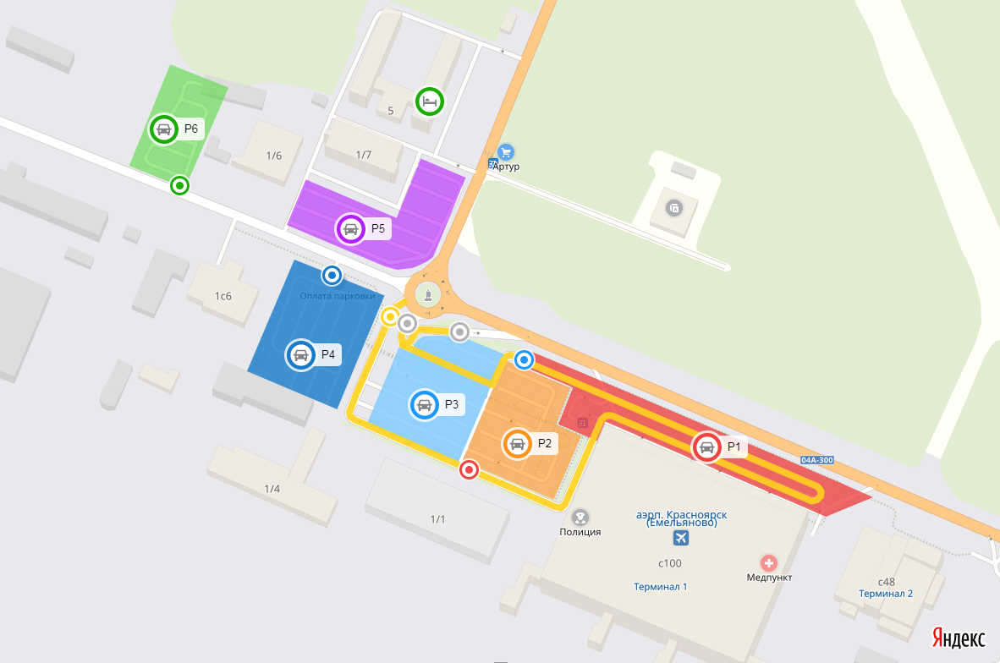 P6
5
1/6
1/7
Артур
P5
1с6
Оплата парковки
P4
P3
P2
P1
04А-300
1/4
1/1
Полиция
аэрп. Красноярск
(Емельяново)
с100
Медпункт
Терминал 1
с48
Терминал 2
Яндекс